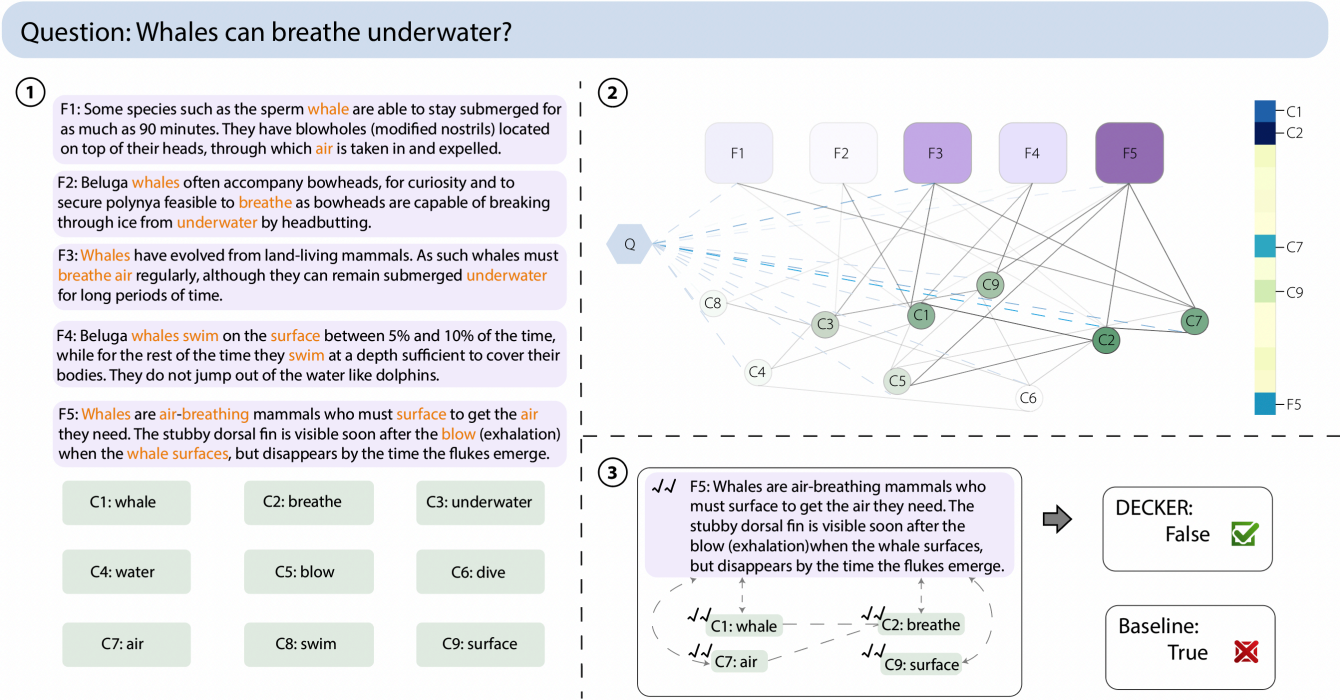 Question: Whales can breathe underwater?
1
F1: Some species such as the sperm whale are able to stay submerged for
as much as 90 minutes. They have blowholes (modified nostrils) located
on top of their heads, through which air is taken in and expelled.
F2: Beluga whales often accompany bowheads, for curiosity and to
secure polynya feasible to breathe as bowheads are capable of breaking
through ice from underwater by headbutting.
F3: Whales have evolved from land-living mammals. As such whales must
breathe air regularly, although they can remain submerged underwater
for long periods of time.
F4: Beluga whales swim on the surface between 5% and 10% of the time,
while for the rest of the time they swim at a depth sufficient to cover their
bodies. They do not jump out of the water like dolphins.
F5: Whales are air-breathing mammals who must surface to get the air
they need. The stubby dorsal fin is visible soon after the blow (exhalation)
when the whale surfaces, but disappears by the time the flukes emerge.
C1: whale
C2: breathe
C3: underwater
C4: water
C5: blow
C6: dive
C7: air
C8: swim
C9: surface
2
F1
F2
F3
F4
F5
Q
C8
C3
C1
C9
C2
C7
C4
C5
C6
C1
C2
C7
C9
F5
3
F5: Whales are air-breathing mammals who
must surface to get the air they need. The
stubby dorsal fin is visible soon after the
blow (exhalation)when the whale surfaces,
but disappears by the time the flukes emerge.
C1: whale
C2: breathe
C7: air
C9: surface
DECKER:
False
Baseline:
True